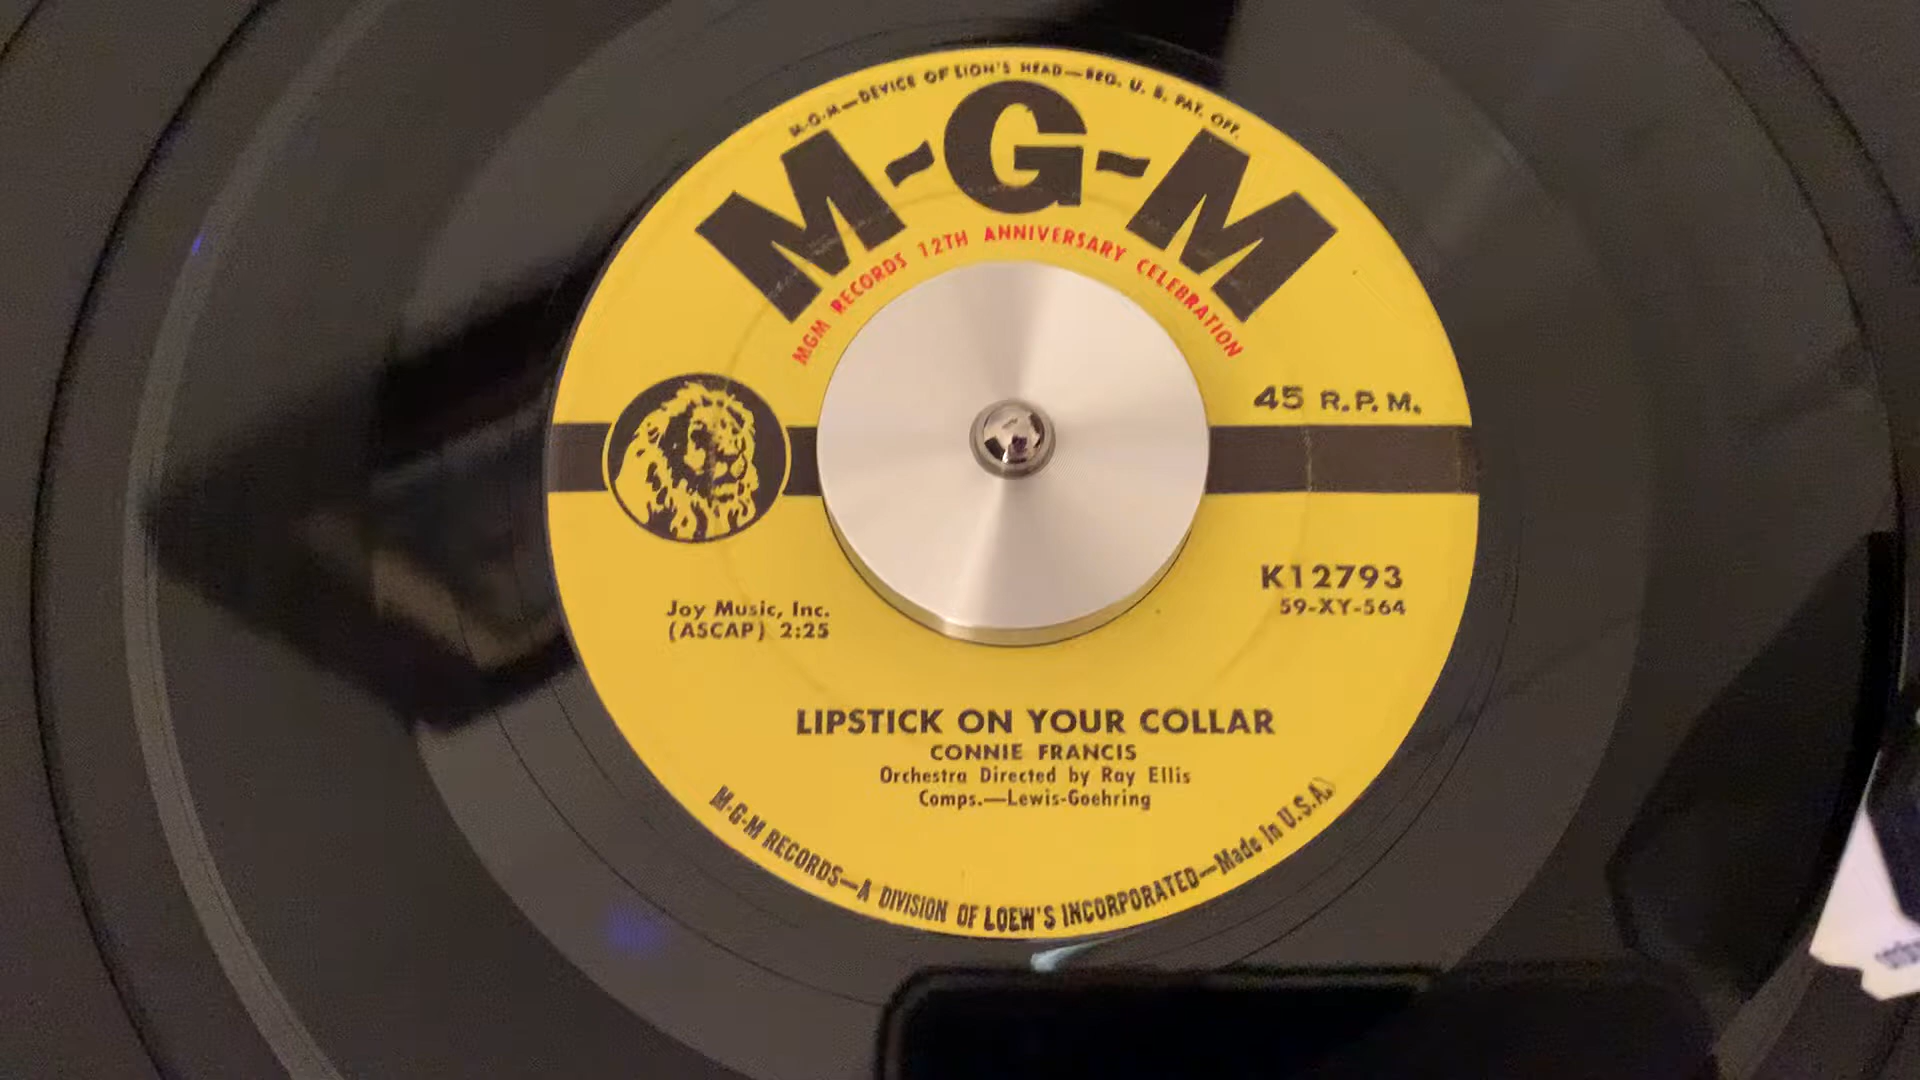 M-G-M—DEVICE OF LION'S HEAD—REG. U. S. PAT. OFF.
M-G-M
MGM RECORDS 12TH ANNIVERSARY CELEBRATION
45 R.P.M.
K12793
59-XY-564
Joy Music, Inc.
(ASCAP) 2:25
LIPSTICK ON YOUR COLLAR
CONNIE FRANCIS
Orchestra Directed by Ray Ellis
Comps.—Lewis-Goehring
M-G-M RECORDS—A DIVISION OF LOEW'S INCORPORATED—Made in U.S.A.